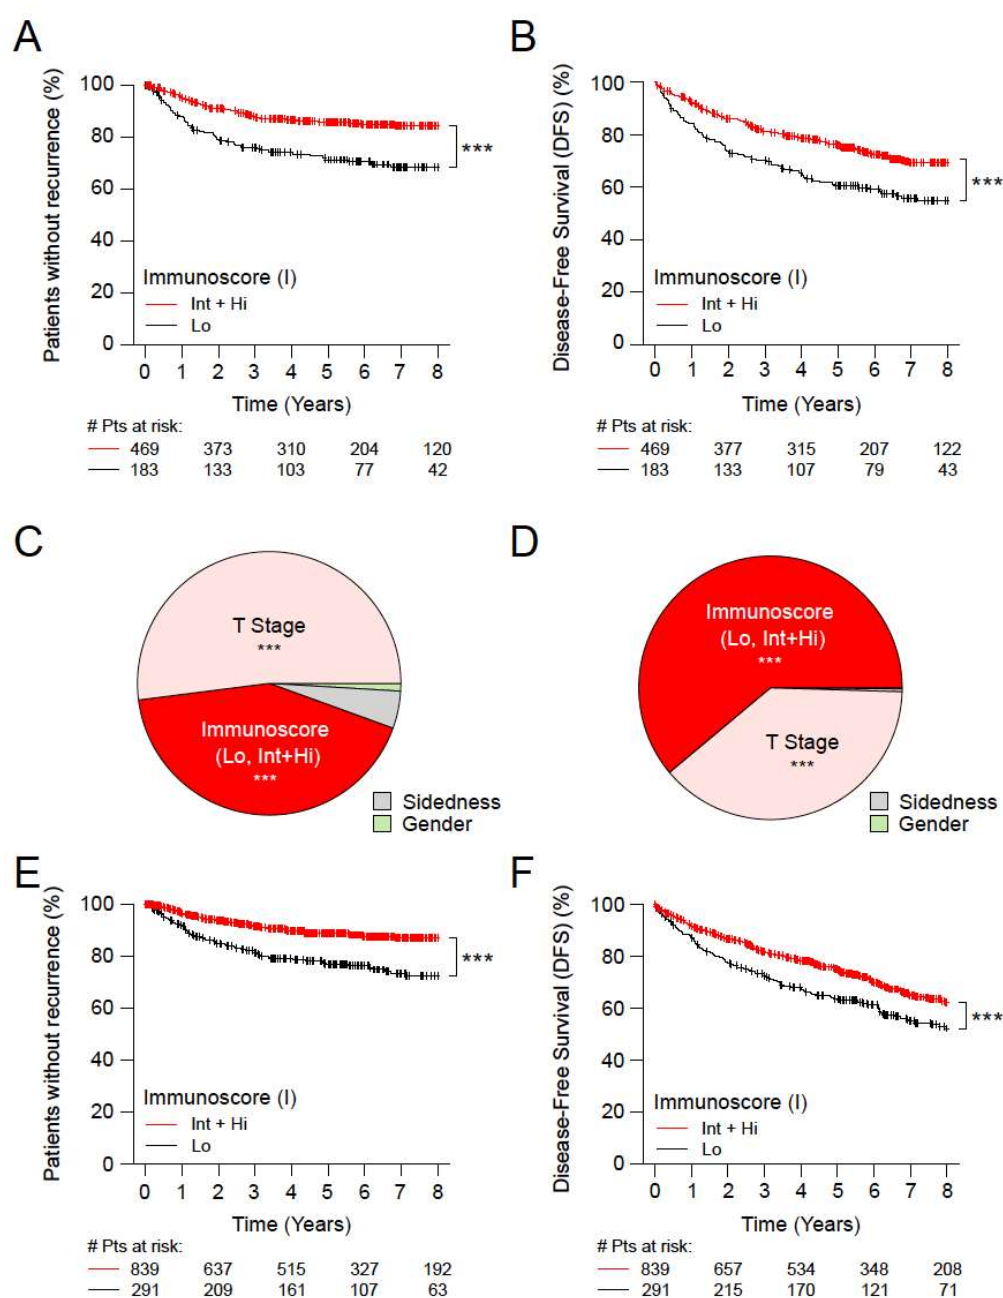 A
Patients without recurrence (%)
100
80
60
40
20
0
***
Immunoscore (I)
Int + Hi
Lo
0 1 2 3 4 5 6 7 8
Time (Years)
# Pts at risk:
469 373 310 204 120
183 133 103 77 42
B
Disease-Free Survival (DFS) (%)
100
80
60
40
20
0
***
Immunoscore (I)
Int + Hi
Lo
0 1 2 3 4 5 6 7 8
Time (Years)
# Pts at risk:
469 377 315 207 122
183 133 107 79 43
C
T Stage
***
Immunoscore
(Lo, Int+Hi)
***
Sidedness
Gender
D
Immunoscore
(Lo, Int+Hi)
***
T Stage
***
Sidedness
Gender
E
Patients without recurrence (%)
100
80
60
40
20
0
***
Immunoscore (I)
Int + Hi
Lo
0 1 2 3 4 5 6 7 8
Time (Years)
# Pts at risk:
839 637 515 327 192
291 209 161 107 63
F
Disease-Free Survival (DFS) (%)
100
80
60
40
20
0
***
Immunoscore (I)
Int + Hi
Lo
0 1 2 3 4 5 6 7 8
Time (Years)
# Pts at risk:
839 657 534 348 208
291 215 170 121 71